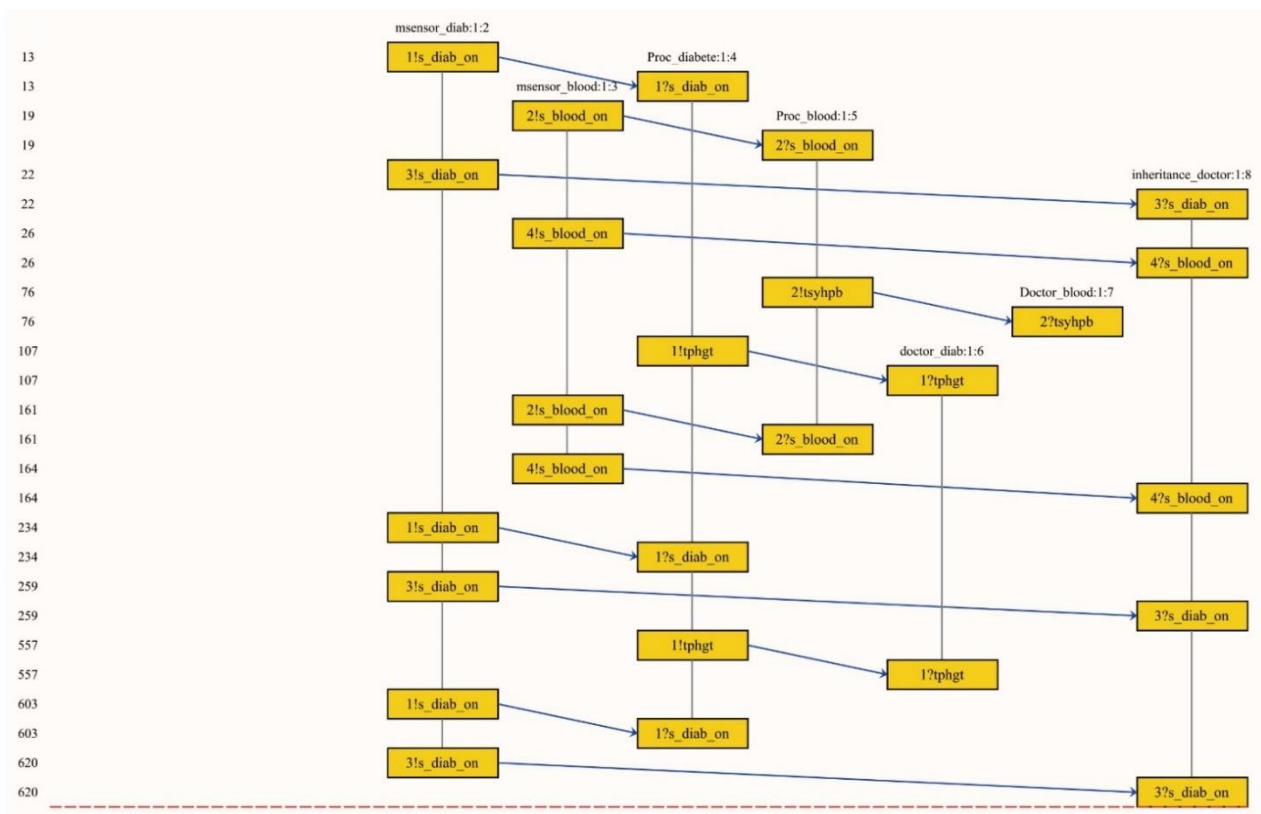 msensor_diab:1:2
13 1!s_diab_on
Proc_diabete:1:4
13 1?s_diab_on
msensor_blood:1:3
19 2!s_blood_on
Proc_blood:1:5
19 2?s_blood_on
22 3!s_diab_on
inheritance_doctor:1:8
22 3?s_diab_on
26 4!s_blood_on
26 4?s_blood_on
76 2!tsyhpb
Doctor_blood:1:7
76 2?tsyhpb
107 1!tphgt
doctor_diab:1:6
107 1?tphgt
161 2!s_blood_on
161 2?s_blood_on
164 4!s_blood_on
164 4?s_blood_on
234 1!s_diab_on
234 1?s_diab_on
259 3!s_diab_on
259 3?s_diab_on
557 1!tphgt
557 1?tphgt
603 1!s_diab_on
603 1?s_diab_on
620 3!s_diab_on
620 3?s_diab_on